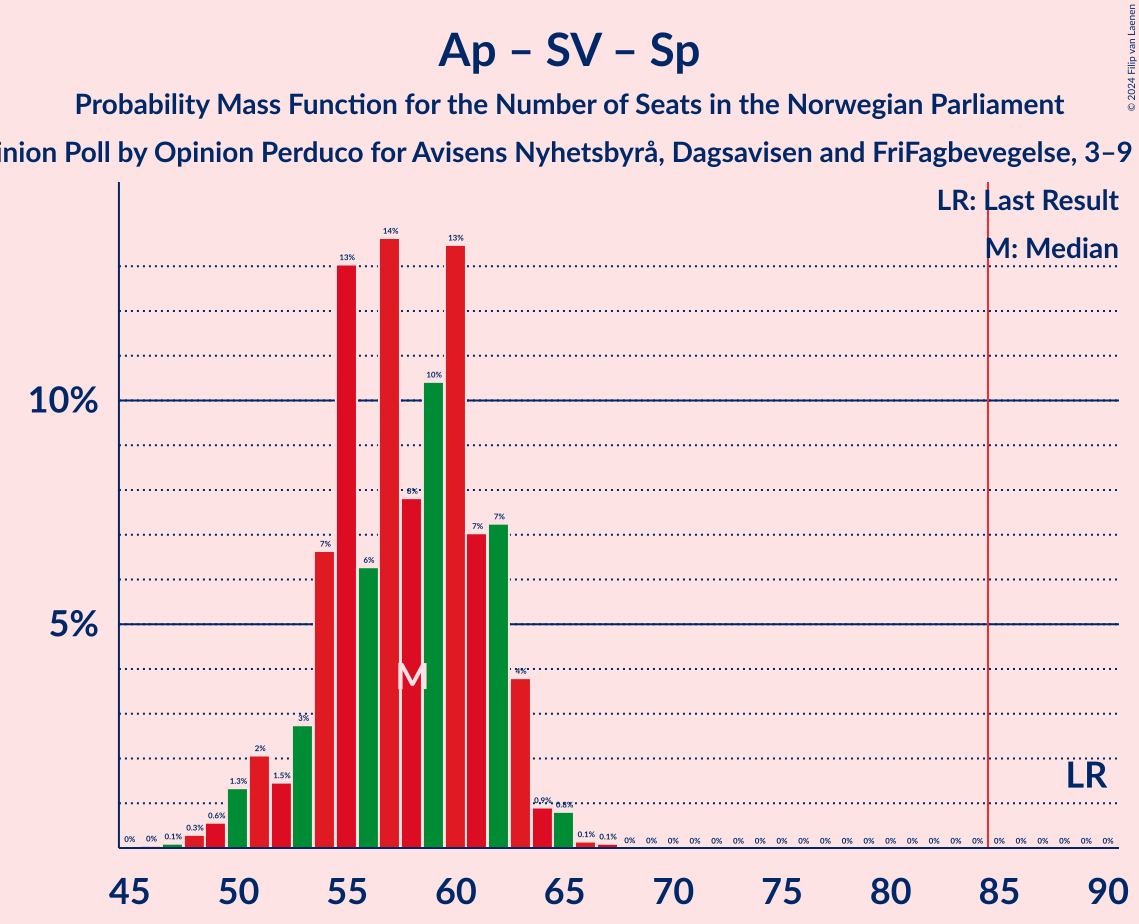 Ap – SV – Sp
Probability Mass Function for the Number of Seats in the Norwegian Parliament
inion Poll by Opinion Perduco for Avisens Nyhetsbyrå, Dagsavisen and FriFagbevegelse, 3–9
© 2024 Filip van Laenen
LR: Last Result
M: Median
10%
5%
0% 0% 0.1% 0.3% 0.6% 1.3% 2% 1.5% 3% 7% 13% 6% 14% 8% 10% 13% 7% 7% 4% 0.9% 0.8% 0.1% 0.1% 0% 0% 0% 0% 0% 0% 0% 0% 0% 0% 0% 0% 0% 0% 0% 0% 0% 0% 0% 0% 0% 0% 0%
M
LR
45 50 55 60 65 70 75 80 85 90